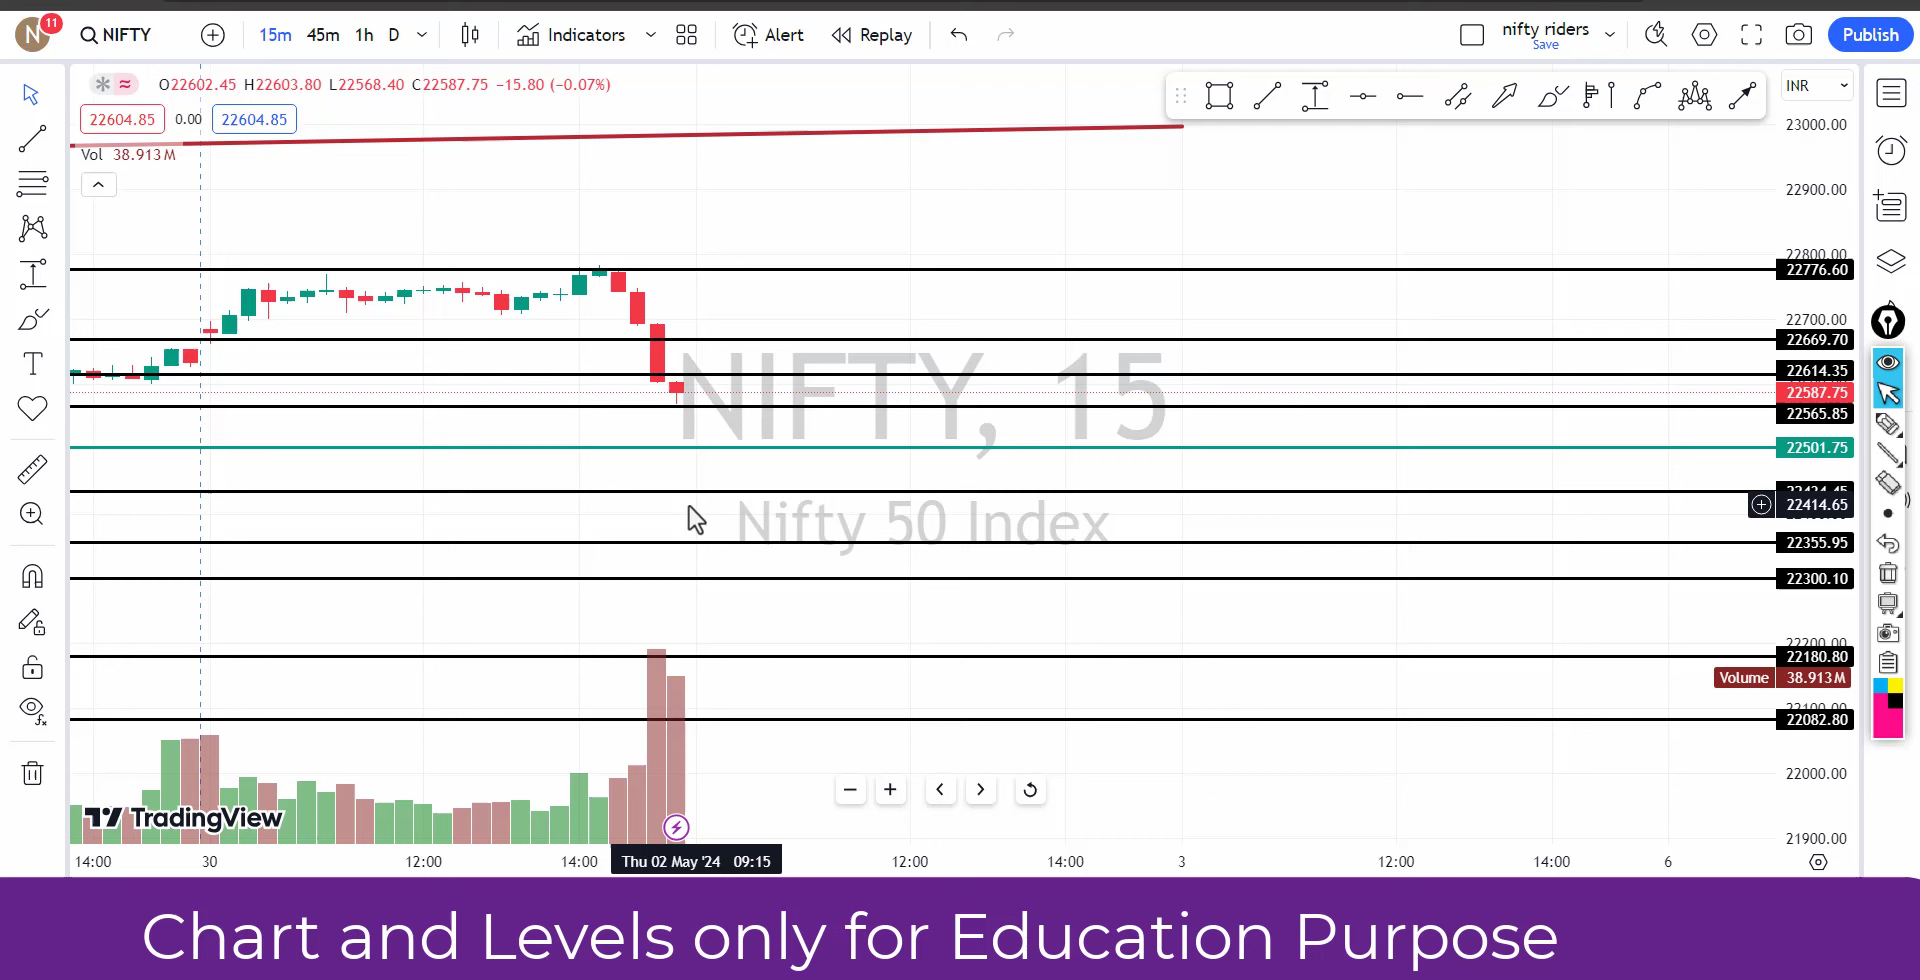 N 11 NIFTY 15m 45m 1h D Indicators Alert Replay nifty riders Save Publish
O22602.45 H22603.80 L22568.40 C22587.75 −15.80 (−0.07%)
INR
22604.85 0.00 22604.85
Vol 38.913M
23000.00
22900.00
22800.00
22776.60
22700.00
22669.70
22614.35
22587.75
22565.85
22501.75
22414.65
22355.95
22300.10
22200.00
22180.80
Volume 38.913M
22100.00
22082.80
22000.00
21900.00
NIFTY, 15
Nifty 50 Index
TradingView
14:00 30 12:00 14:00 Thu 02 May '24 09:15 12:00 14:00 3 12:00 14:00 6
Chart and Levels only for Education Purpose